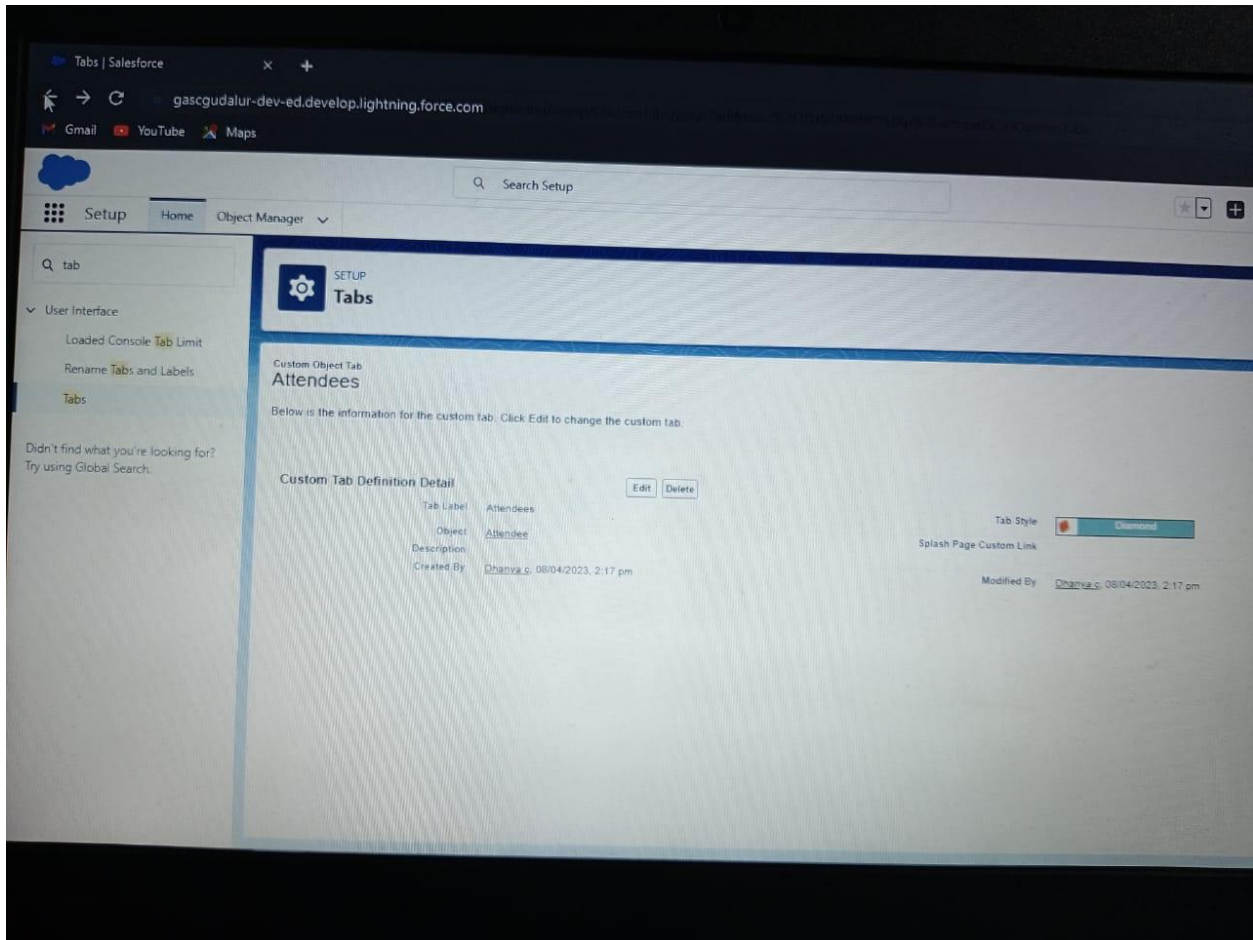 Tabs | Salesforce
gascgudalur-dev-ed.develop.lightning.force.com
Gmail YouTube Maps
Search Setup
Setup Home Object Manager
tab
SETUP
Tabs
User Interface
Loaded Console Tab Limit
Rename Tabs and Labels
Tabs
Didn't find what you're looking for?
Try using Global Search.
Custom Object Tab
Attendees
Below is the information for the custom tab. Click Edit to change the custom tab.
Custom Tab Definition Detail Edit Delete
Tab Label Attendees
Object Attendee
Description
Created By Dhanya c, 08/04/2023, 2:17 pm
Tab Style Diamond
Splash Page Custom Link
Modified By Dhanya c, 08/04/2023, 2:17 pm